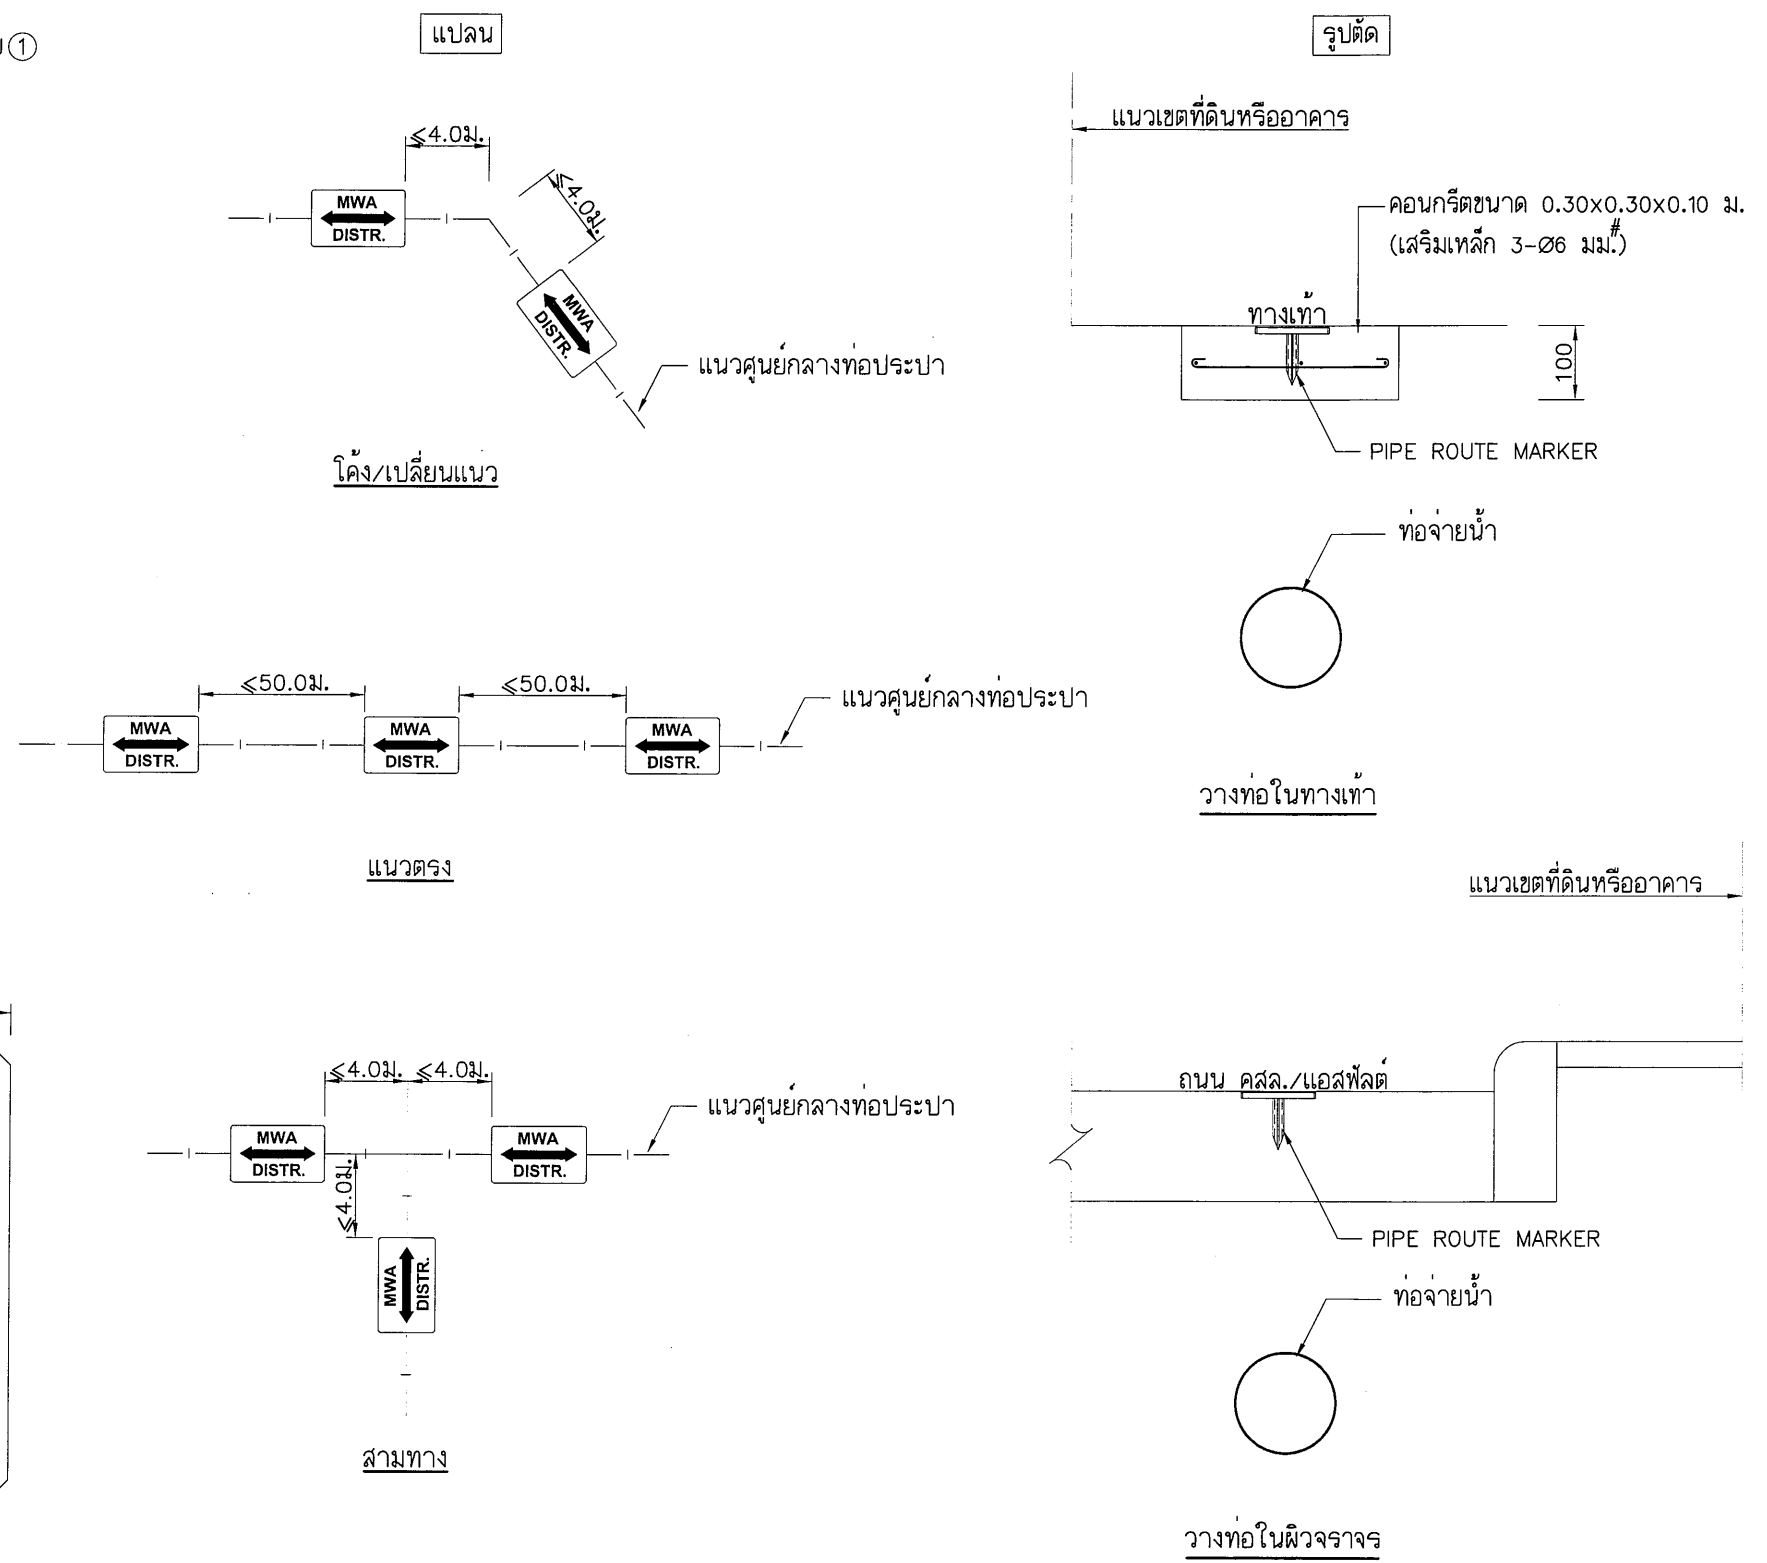 ①
แปลน
≤4.0ม.
≤4.0ม.
MWA
DISTR.
MWA
DISTR.
แนวศูนย์กลางท่อประปา
โค้ง/เปลี่ยนแนว
≤50.0ม.
≤50.0ม.
แนวศูนย์กลางท่อประปา
MWA
DISTR.
MWA
DISTR.
MWA
DISTR.
แนวตรง
≤4.0ม.
≤4.0ม.
แนวศูนย์กลางท่อประปา
MWA
DISTR.
MWA
DISTR.
≤4.0ม.
MWA
DISTR.
สามทาง
รูปตัด
แนวเขตที่ดินหรืออาคาร
คอนกรีตขนาด 0.30x0.30x0.10 ม.
(เสริมเหล็ก 3-Ø6 มม.#)
ทางเท้า
100
PIPE ROUTE MARKER
ท่อจ่ายน้ำ
วางท่อในทางเท้า
แนวเขตที่ดินหรืออาคาร
ถนน คสล./แอสฟัลต์
PIPE ROUTE MARKER
ท่อจ่ายน้ำ
วางท่อในผิวจราจร